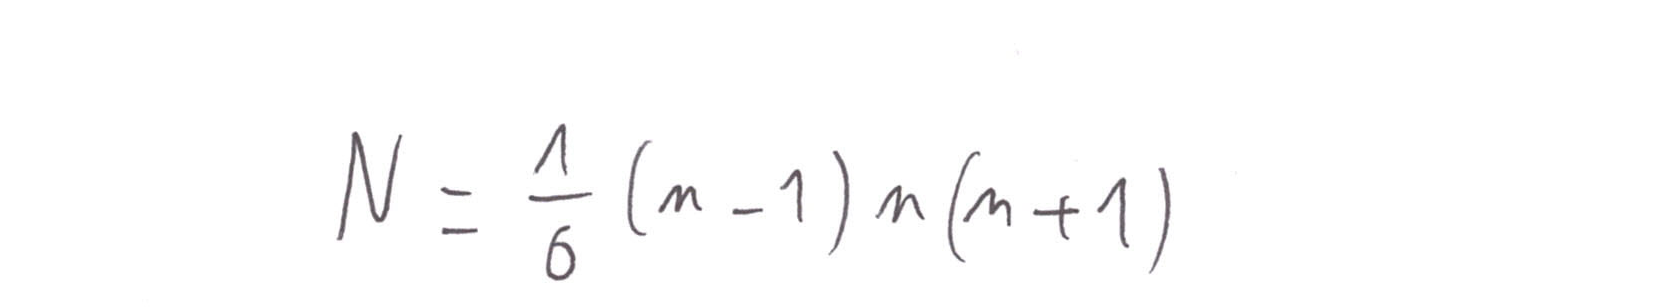 N = 1/6 (n-1) n (n+1)